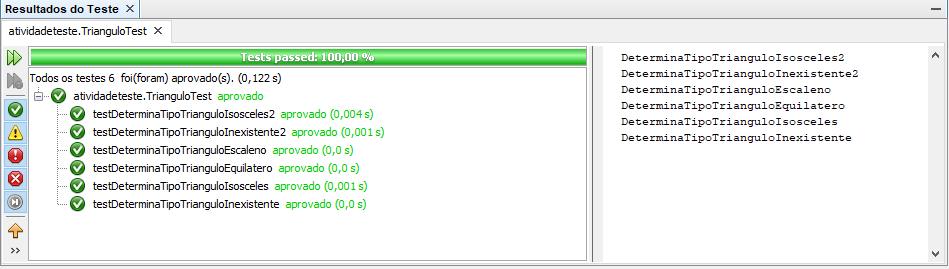 Resultados do Teste
atividadeteste.TrianguloTest
Tests passed: 100,00 %
Todos os testes 6 foi(foram) aprovado(s). (0,122 s)
atividadeteste.TrianguloTest aprovado
testDeterminaTipoTrianguloIsosceles2 aprovado (0,004 s)
testDeterminaTipoTrianguloInexistente2 aprovado (0,001 s)
testDeterminaTipoTrianguloEscaleno aprovado (0,0 s)
testDeterminaTipoTrianguloEquilatero aprovado (0,0 s)
testDeterminaTipoTrianguloIsosceles aprovado (0,001 s)
testDeterminaTipoTrianguloInexistente aprovado (0,0 s)
DeterminaTipoTrianguloIsosceles2
DeterminaTipoTrianguloInexistente2
DeterminaTipoTrianguloEscaleno
DeterminaTipoTrianguloEquilatero
DeterminaTipoTrianguloIsosceles
DeterminaTipoTrianguloInexistente